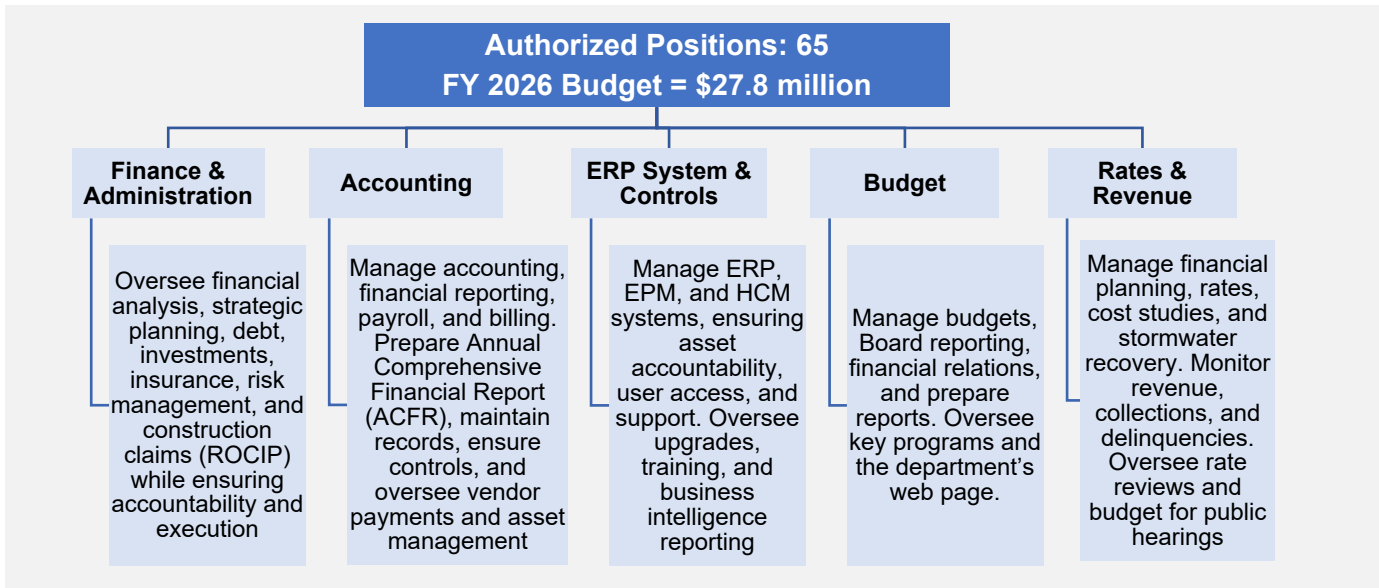 Authorized Positions: 65
FY 2026 Budget = $27.8 million
Finance &
Administration
Oversee financial
analysis, strategic
planning, debt,
investments,
insurance, risk
management, and
construction
claims (ROCIP)
while ensuring
accountability and
execution
Accounting
Manage accounting,
financial reporting,
payroll, and billing.
Prepare Annual
Comprehensive
Financial Report
(ACFR), maintain
records, ensure
controls, and
oversee vendor
payments and asset
management
ERP System &
Controls
Manage ERP,
EPM, and HCM
systems, ensuring
asset
accountability,
user access, and
support. Oversee
upgrades,
training, and
business
intelligence
reporting
Budget
Manage budgets,
Board reporting,
financial relations,
and prepare
reports. Oversee
key programs and
the department’s
web page.
Rates &
Revenue
Manage financial
planning, rates,
cost studies, and
stormwater
recovery. Monitor
revenue,
collections, and
delinquencies.
Oversee rate
reviews and
budget for public
hearings